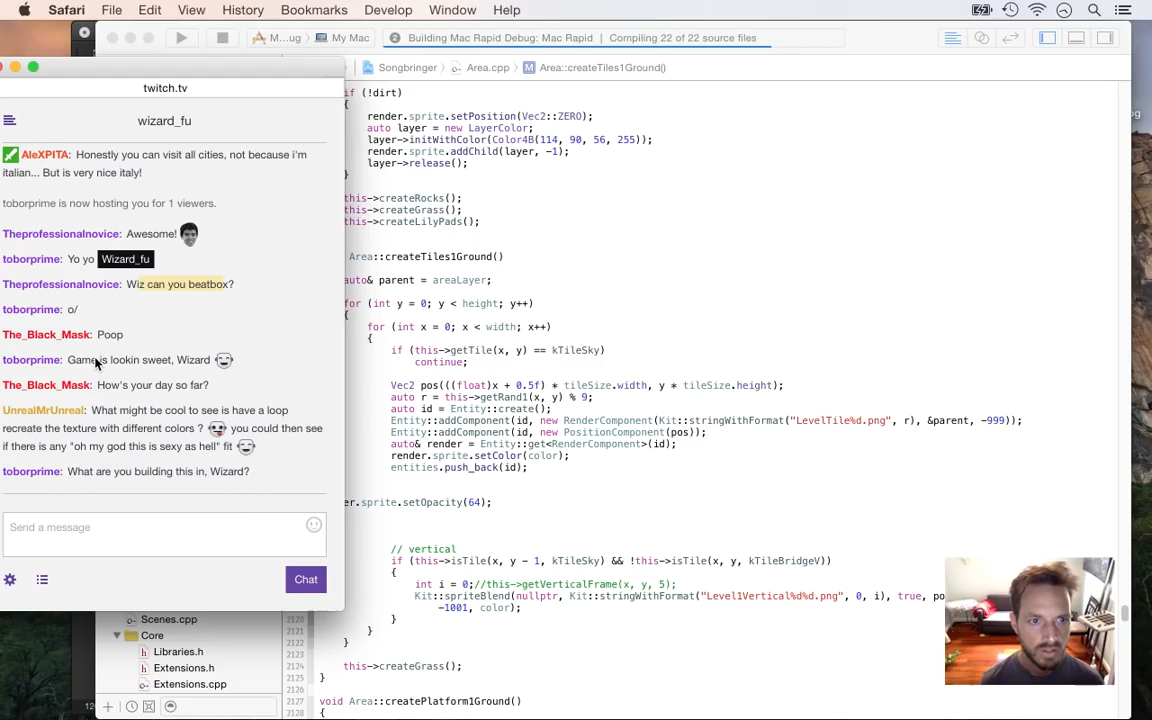 Safari File Edit View History Bookmarks Develop Window Help
M...ug My Mac
2 Building Mac Rapid Debug: Mac Rapid | Compiling 22 of 22 source files
Songbringer Area.cpp M Area::createTiles1Ground()
twitch.tv
wizard_fu
AleXPITA: Honestly you can visit all cities, not because i'm
italian... But is very nice italy!
toborprime is now hosting you for 1 viewers.
Theprofessionalnovice: Awesome!
toborprime: Yo yo Wizard_fu
Theprofessionalnovice: Wiz can you beatbox?
toborprime: o/
The_Black_Mask: Poop
toborprime: Game is lookin sweet, Wizard
The_Black_Mask: How's your day so far?
UnrealMrUnreal: What might be cool to see is have a loop
recreate the texture with different colors ? you could then see
if there is any "oh my god this is sexy as hell" fit
toborprime: What are you building this in, Wizard?
Send a message
Chat
if (!dirt)
{
render.sprite.setPosition(Vec2::ZERO);
auto layer = new LayerColor;
layer->initWithColor(Color4B(114, 90, 56, 255));
render.sprite.addChild(layer, -1);
layer->release();
}
this->createRocks();
this->createGrass();
this->createLilyPads();
Area::createTiles1Ground()
auto& parent = areaLayer;
for (int y = 0; y < height; y++)
{
for (int x = 0; x < width; x++)
{
if (this->getTile(x, y) == kTileSky)
continue;
Vec2 pos(((float)x + 0.5f) * tileSize.width, y * tileSize.height);
auto r = this->getRand1(x, y) % 9;
auto id = Entity::create();
Entity::addComponent(id, new RenderComponent(Kit::stringWithFormat("LevelTile%d.png", r), &parent, -999));
Entity::addComponent(id, new PositionComponent(pos));
auto& render = Entity::get<RenderComponent>(id);
render.sprite.setColor(color);
entities.push_back(id);
er.sprite.setOpacity(64);
// vertical
if (this->isTile(x, y - 1, kTileSky) && !this->isTile(x, y, kTileBridgeV))
{
int i = 0;//this->getVerticalFrame(x, y, 5);
Kit::spriteBlend(nullptr, Kit::stringWithFormat("Level1Vertical%d%d.png", 0, i), true, po
-1001, color);
}
2121 }
2122 }
2123
2124 this->createGrass();
2125 }
2126
2127 void Area::createPlatform1Ground()
2128 {
Scenes.cpp
Core
Libraries.h
Extensions.h
Extensions.cpp